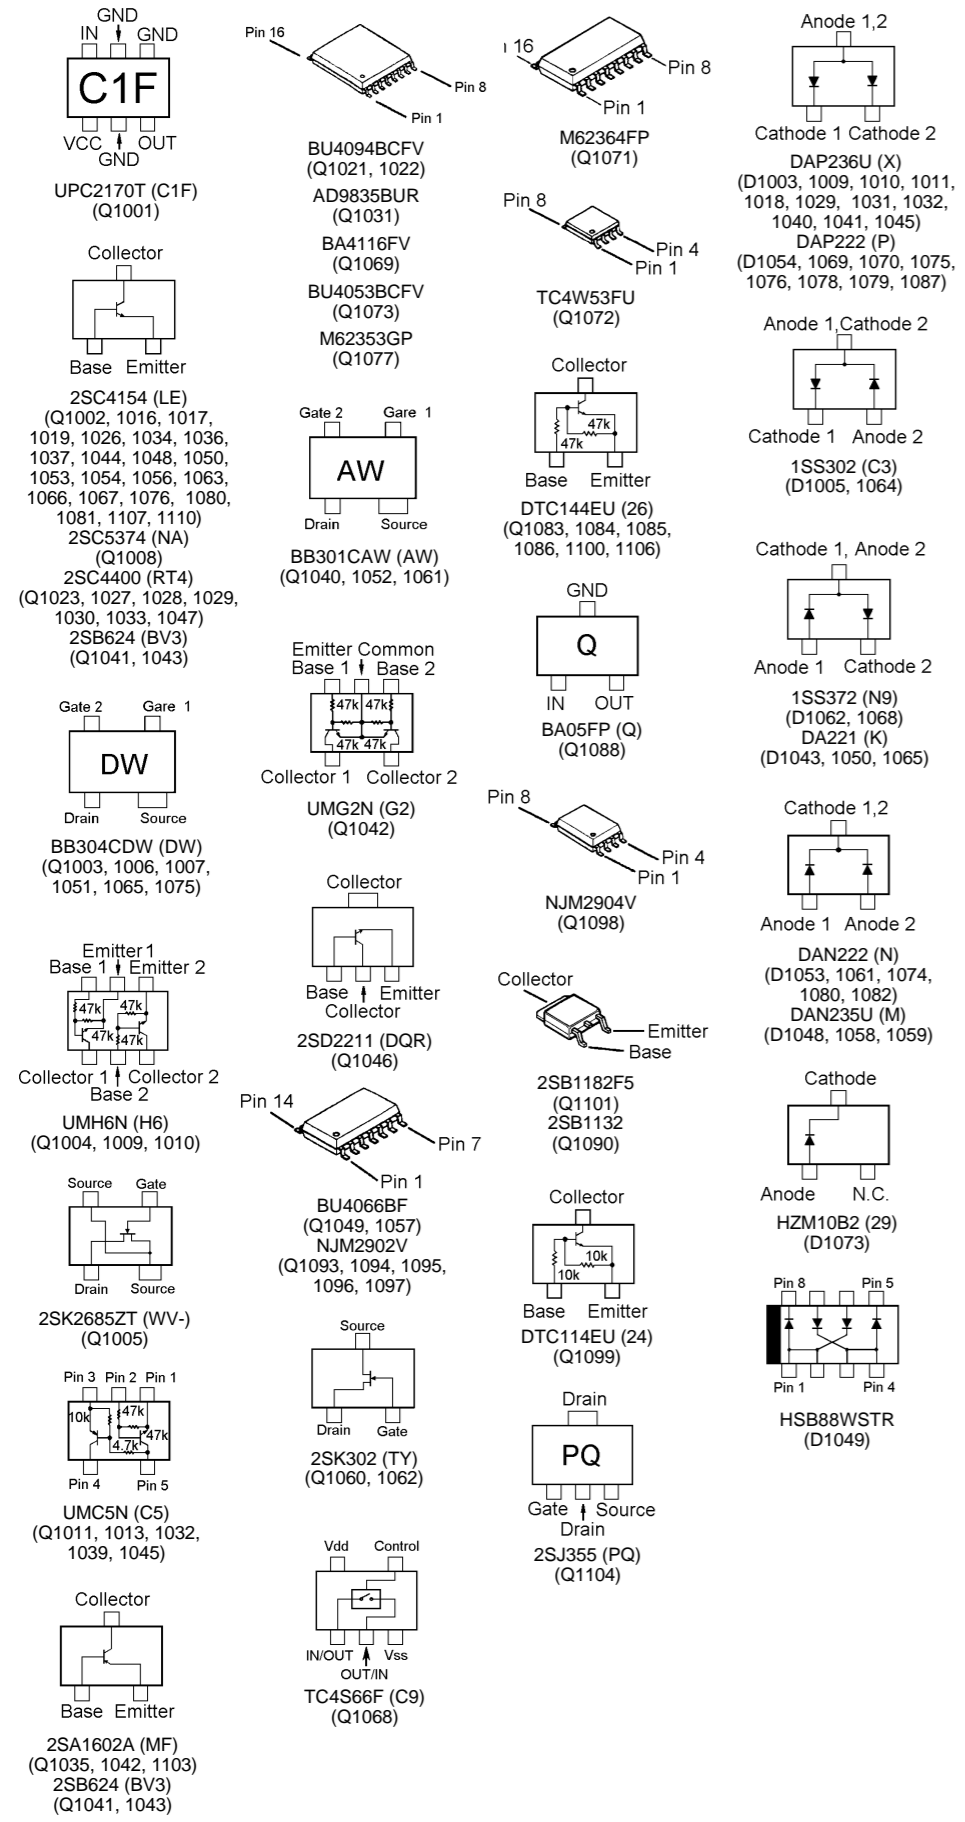 GND
IN GND
C1F
VCC OUT
GND
UPC2170T (C1F)
(Q1001)
Collector
Base Emitter
2SC4154 (LE)
(Q1002, 1016, 1017,
1019, 1026, 1034, 1036,
1037, 1044, 1048, 1050,
1053, 1054, 1056, 1063,
1066, 1067, 1076, 1080,
1081, 1107, 1110)
2SC5374 (NA)
(Q1008)
2SC4400 (RT4)
(Q1023, 1027, 1028, 1029,
1030, 1033, 1047)
2SB624 (BV3)
(Q1041, 1043)
Gate 2 Gare 1
DW
Drain Source
BB304CDW (DW)
(Q1003, 1006, 1007,
1051, 1065, 1075)
Emitter 1
Base 1 Emitter 2
47k 47k
47k 47k
Collector 1 Collector 2
Base 2
UMH6N (H6)
(Q1004, 1009, 1010)
Source Gate
Drain Source
2SK2685ZT (WV-)
(Q1005)
Pin 3 Pin 2 Pin 1
10k 47k
4.7k 47k
Pin 4 Pin 5
UMC5N (C5)
(Q1011, 1013, 1032,
1039, 1045)
Collector
Base Emitter
2SA1602A (MF)
(Q1035, 1042, 1103)
2SB624 (BV3)
(Q1041, 1043)
Pin 16
Pin 8
Pin 1
BU4094BCFV
(Q1021, 1022)
AD9835BUR
(Q1031)
BA4116FV
(Q1069)
BU4053BCFV
(Q1073)
M62353GP
(Q1077)
Gate 2 Gare 1
AW
Drain Source
BB301CAW (AW)
(Q1040, 1052, 1061)
Emitter Common
Base 1 Base 2
47k 47k
47k 47k
Collector 1 Collector 2
UMG2N (G2)
(Q1042)
Collector
Base Emitter
Collector
2SD2211 (DQR)
(Q1046)
Pin 14
Pin 7
Pin 1
BU4066BF
(Q1049, 1057)
NJM2902V
(Q1093, 1094, 1095,
1096, 1097)
Source
Drain Gate
2SK302 (TY)
(Q1060, 1062)
Vdd Control
IN/OUT Vss
OUT/IN
TC4S66F (C9)
(Q1068)
16
Pin 8
Pin 1
M62364FP
(Q1071)
Pin 8
Pin 4
Pin 1
TC4W53FU
(Q1072)
Collector
47k
47k
Base Emitter
DTC144EU (26)
(Q1083, 1084, 1085,
1086, 1100, 1106)
GND
Q
IN OUT
BA05FP (Q)
(Q1088)
Pin 8
Pin 4
Pin 1
NJM2904V
(Q1098)
Collector
Emitter
Base
2SB1182F5
(Q1101)
2SB1132
(Q1090)
Collector
10k
10k
Base Emitter
DTC114EU (24)
(Q1099)
Drain
PQ
Gate Source
Drain
2SJ355 (PQ)
(Q1104)
Anode 1,2
Cathode 1 Cathode 2
DAP236U (X)
(D1003, 1009, 1010, 1011,
1018, 1029, 1031, 1032,
1040, 1041, 1045)
DAP222 (P)
(D1054, 1069, 1070, 1075,
1076, 1078, 1079, 1087)
Anode 1,Cathode 2
Cathode 1 Anode 2
1SS302 (C3)
(D1005, 1064)
Cathode 1, Anode 2
Anode 1 Cathode 2
1SS372 (N9)
(D1062, 1068)
DA221 (K)
(D1043, 1050, 1065)
Cathode 1,2
Anode 1 Anode 2
DAN222 (N)
(D1053, 1061, 1074,
1080, 1082)
DAN235U (M)
(D1048, 1058, 1059)
Cathode
Anode N.C.
HZM10B2 (29)
(D1073)
Pin 8 Pin 5
Pin 1 Pin 4
HSB88WSTR
(D1049)